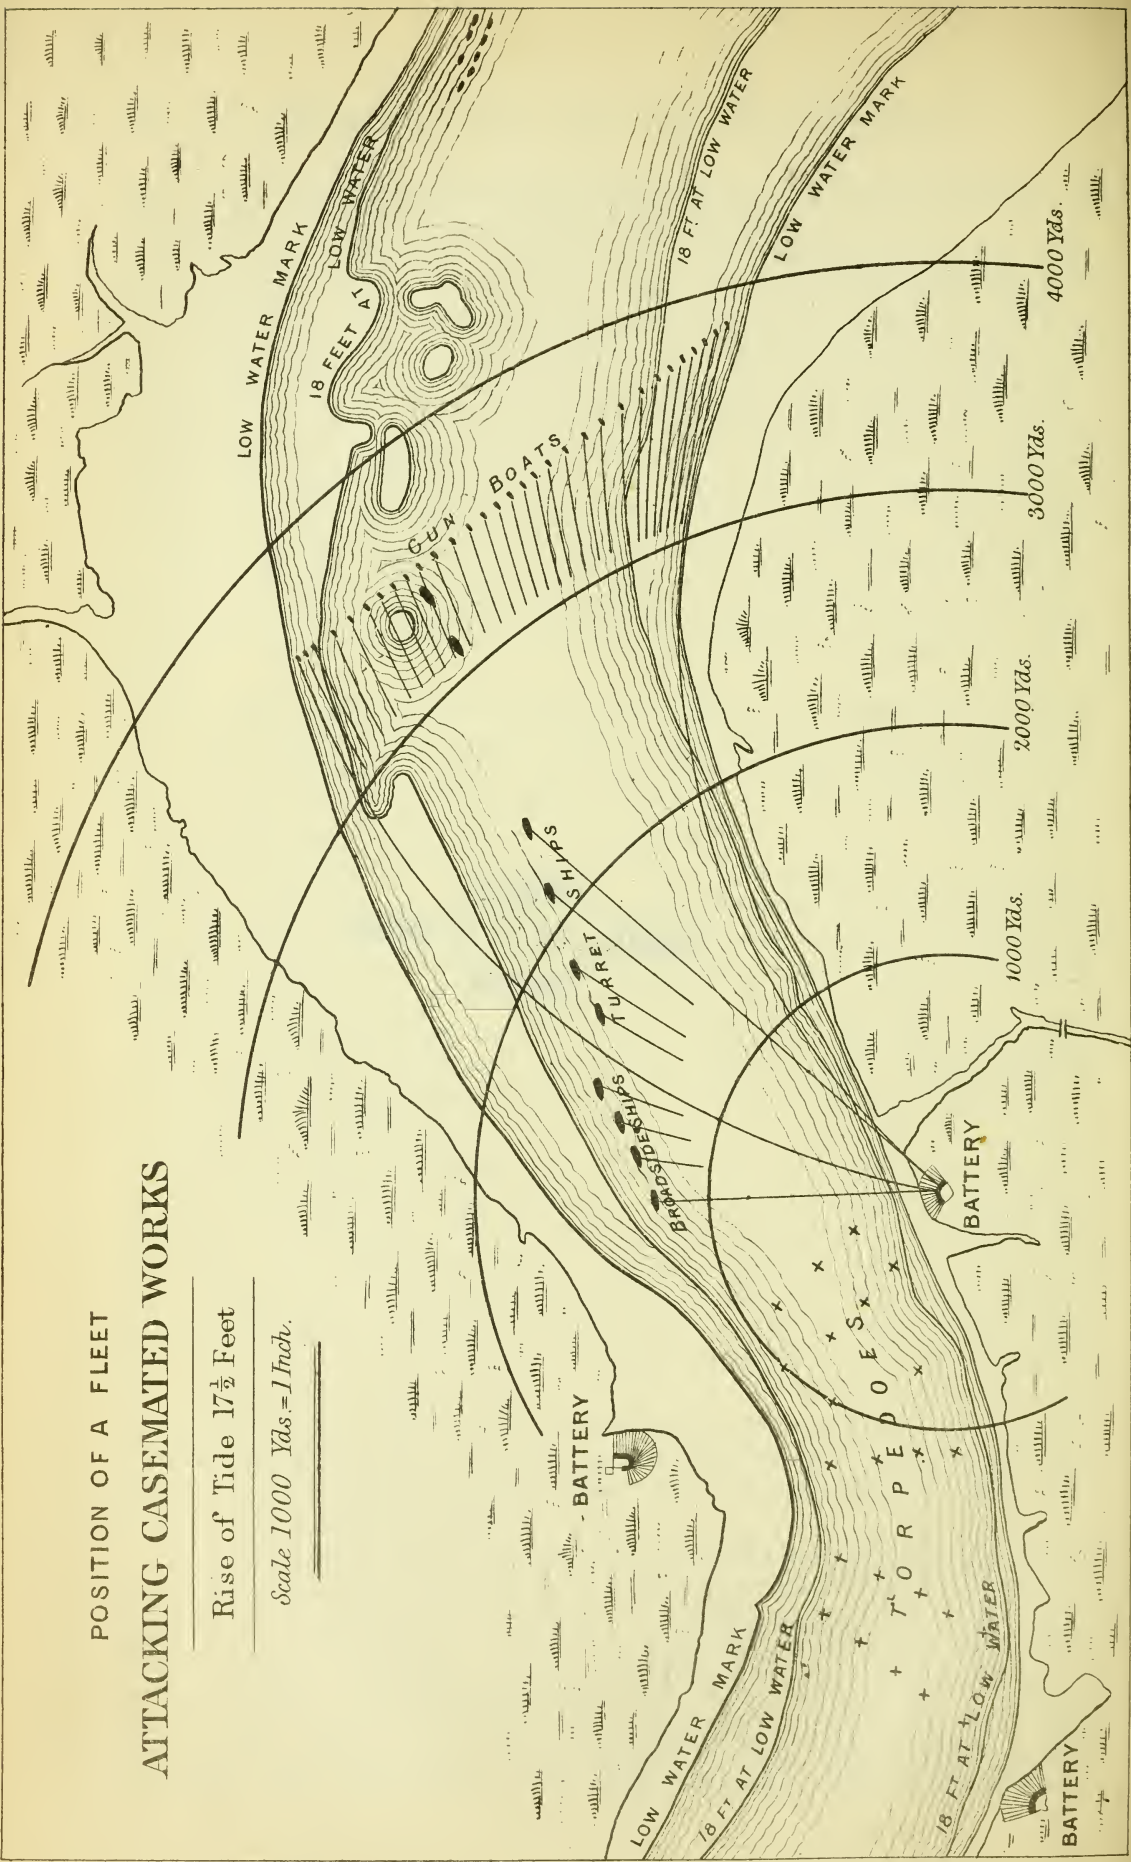 POSITION OF A FLEET
ATTACKING CASEMATED WORKS
Rise of Tide 17½ Feet
Scale 1000 Yds.=1 Inch.
LOW WATER MARK
18 FEET AT LOW WATER
18 FT AT LOW WATER
LOW WATER MARK
4000 Yds.
3000 Yds.
2000 Yds.
1000 Yds.
GUN BOATS
TURRET SHIPS
BROADSIDE SHIPS
BATTERY
BATTERY
TORPEDOES
LOW WATER MARK
18 FT AT LOW WATER
18 FT AT LOW WATER
BATTERY